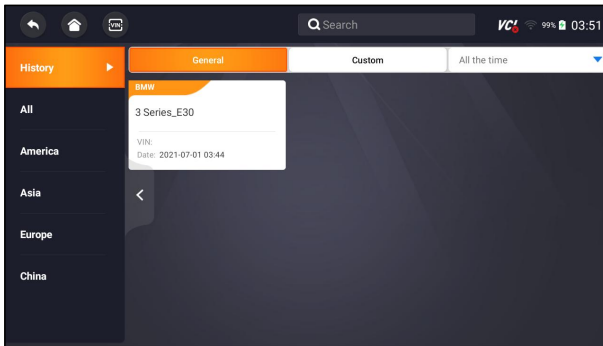 VIN
Search
VCI
99%
03:51
History
General
Custom
All the time
BMW
3 Series_E30
VIN:
Date: 2021-07-01 03:44
All
America
Asia
Europe
China